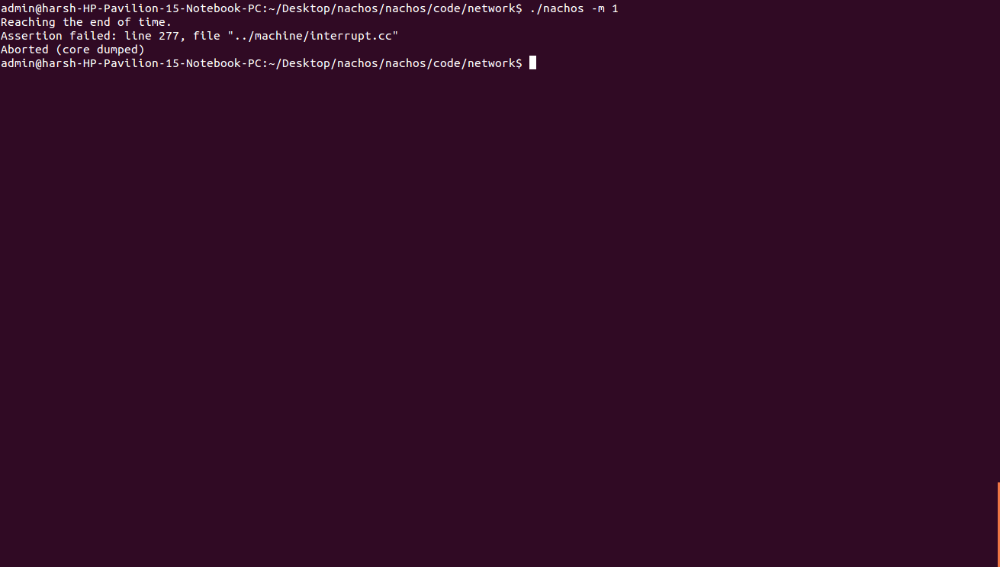 admin@harsh-HP-Pavilion-15-Notebook-PC:~/Desktop/nachos/nachos/code/network$ ./nachos -m 1
Reaching the end of time.
Assertion failed: line 277, file "../machine/interrupt.cc"
Aborted (core dumped)
admin@harsh-HP-Pavilion-15-Notebook-PC:~/Desktop/nachos/nachos/code/network$